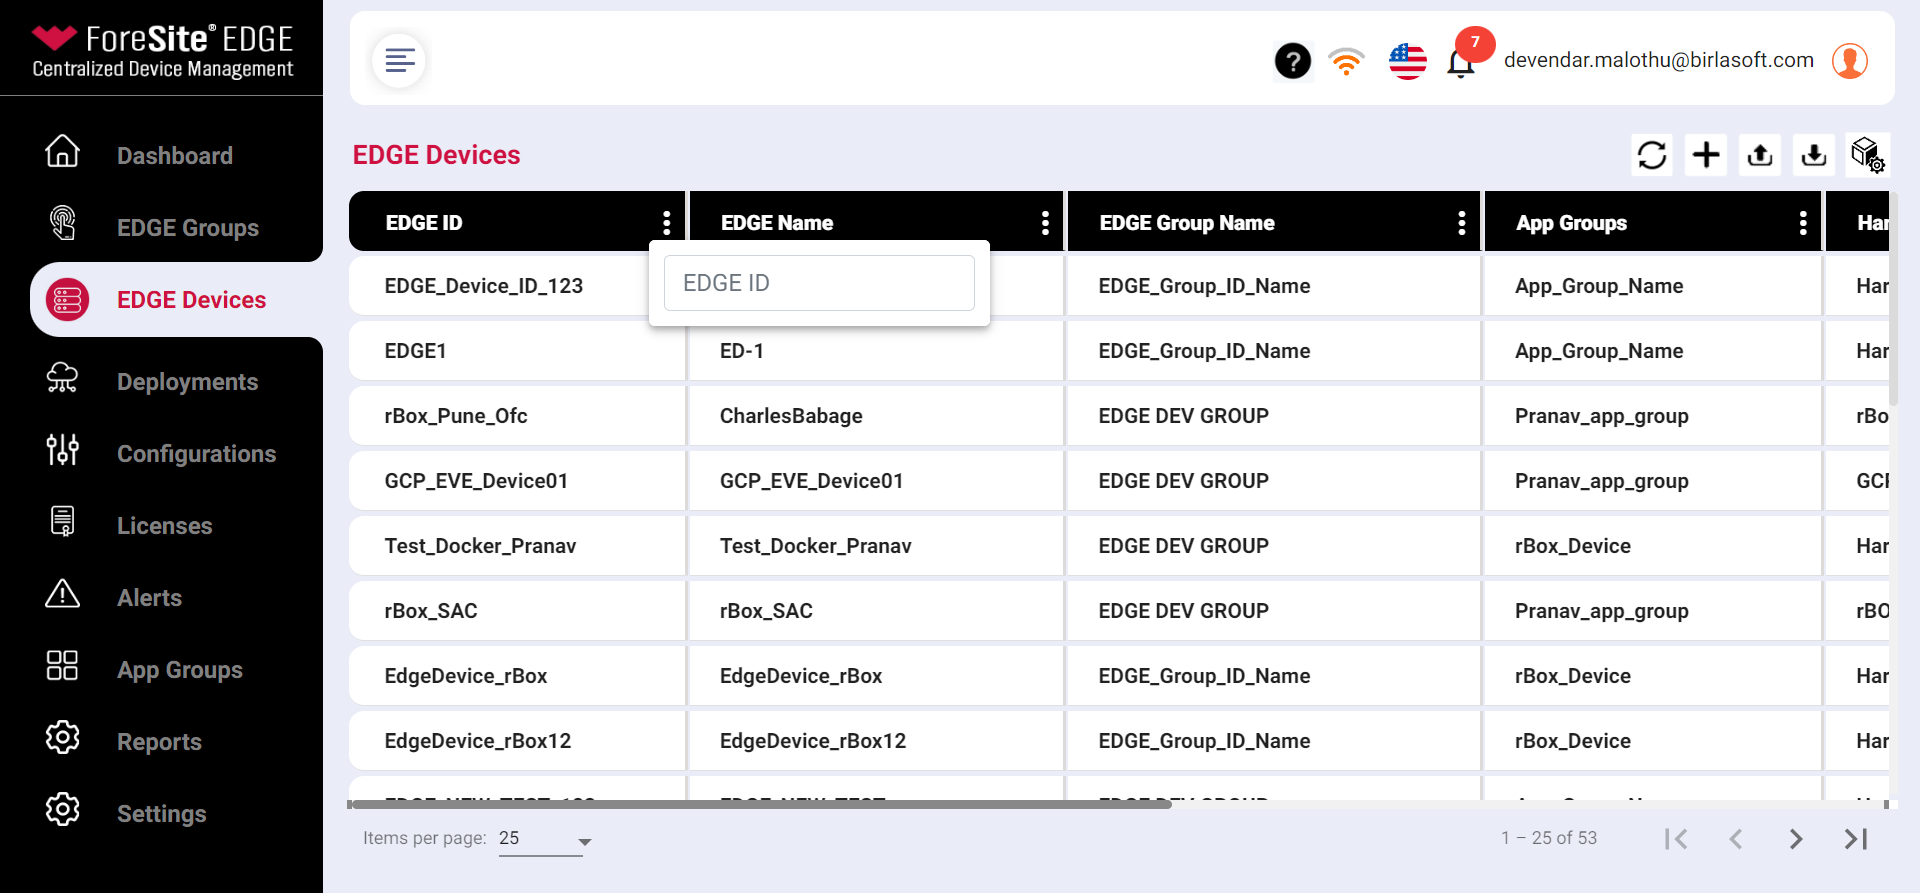 ForeSite® EDGE
Centralized Device Management
Dashboard
EDGE Groups
EDGE Devices
Deployments
Configurations
Licenses
Alerts
App Groups
Reports
Settings
?
7
devendar.malothu@birlasoft.com
EDGE Devices
EDGE ID EDGE Name EDGE Group Name App Groups Har
EDGE ID
EDGE_Device_ID_123 EDGE_Group_ID_Name App_Group_Name Har
EDGE1 ED-1 EDGE_Group_ID_Name App_Group_Name Har
rBox_Pune_Ofc CharlesBabage EDGE DEV GROUP Pranav_app_group rBo
GCP_EVE_Device01 GCP_EVE_Device01 EDGE DEV GROUP Pranav_app_group GCP
Test_Docker_Pranav Test_Docker_Pranav EDGE DEV GROUP rBox_Device Har
rBox_SAC rBox_SAC EDGE DEV GROUP Pranav_app_group rBO
EdgeDevice_rBox EdgeDevice_rBox EDGE_Group_ID_Name rBox_Device Har
EdgeDevice_rBox12 EdgeDevice_rBox12 EDGE_Group_ID_Name rBox_Device Har
Items per page: 25
1 – 25 of 53